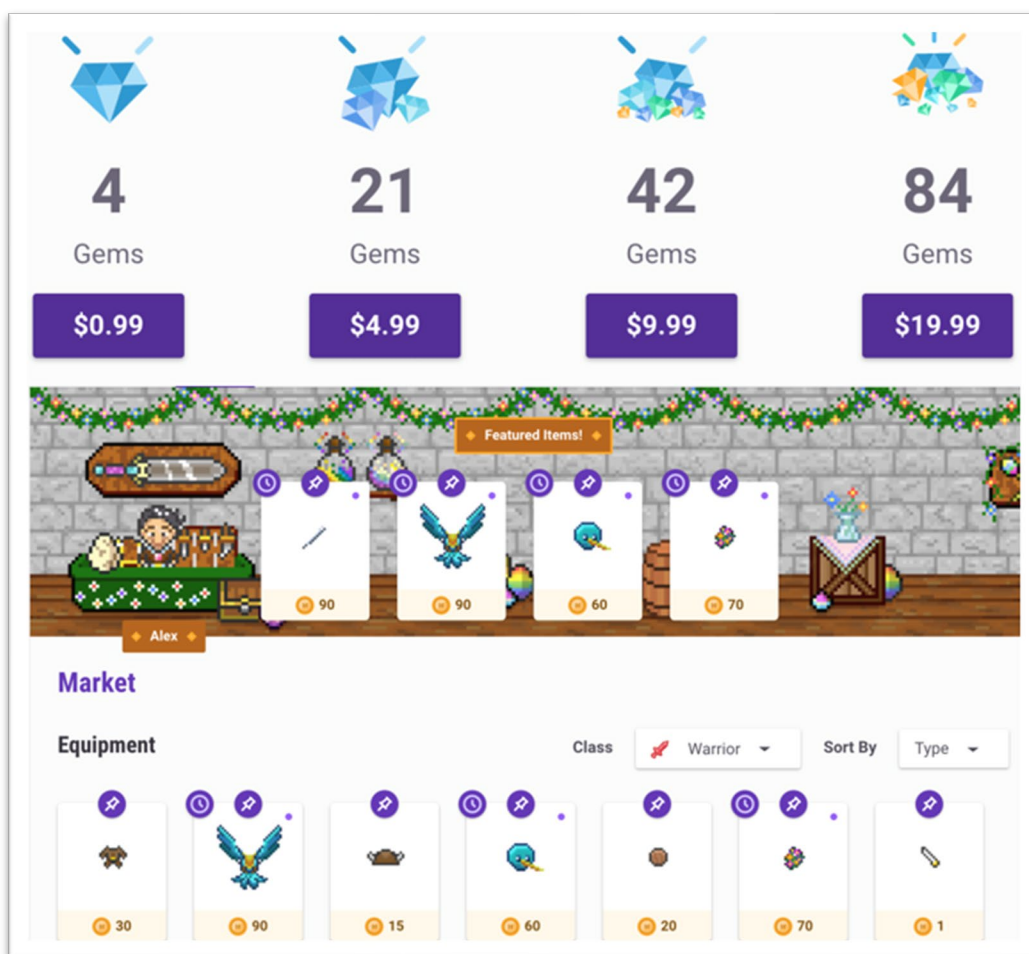 4 21 42 84
Gems Gems Gems Gems
$0.99 $4.99 $9.99 $19.99
Featured Items!
90 90 60 70
Alex
Market
Equipment Class Warrior Sort By Type
30 90 15 60 20 70 1